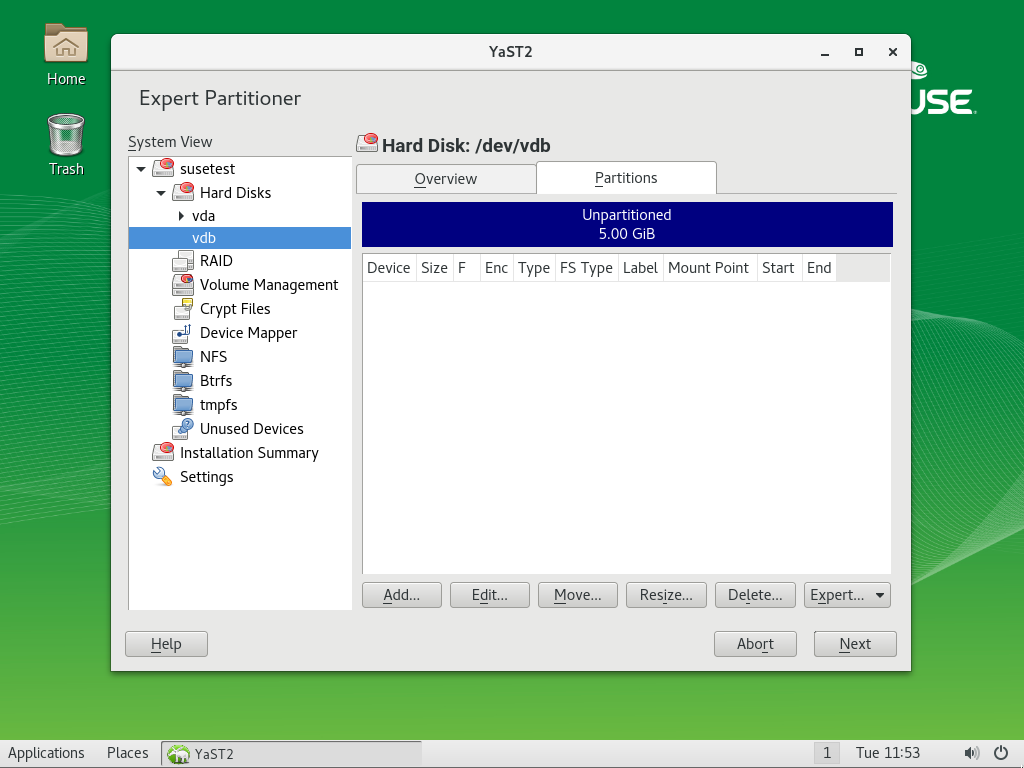 Home
Trash
USE
YaST2
Expert Partitioner
System View
susetest
Hard Disks
vda
vdb
RAID
Volume Management
Crypt Files
Device Mapper
NFS
Btrfs
tmpfs
Unused Devices
Installation Summary
Settings
Hard Disk: /dev/vdb
Overview Partitions
Unpartitioned
5.00 GiB
Device Size F Enc Type FS Type Label Mount Point Start End
Add... Edit... Move... Resize... Delete... Expert...
Help Abort Next
Applications Places YaST2 1 Tue 11:53